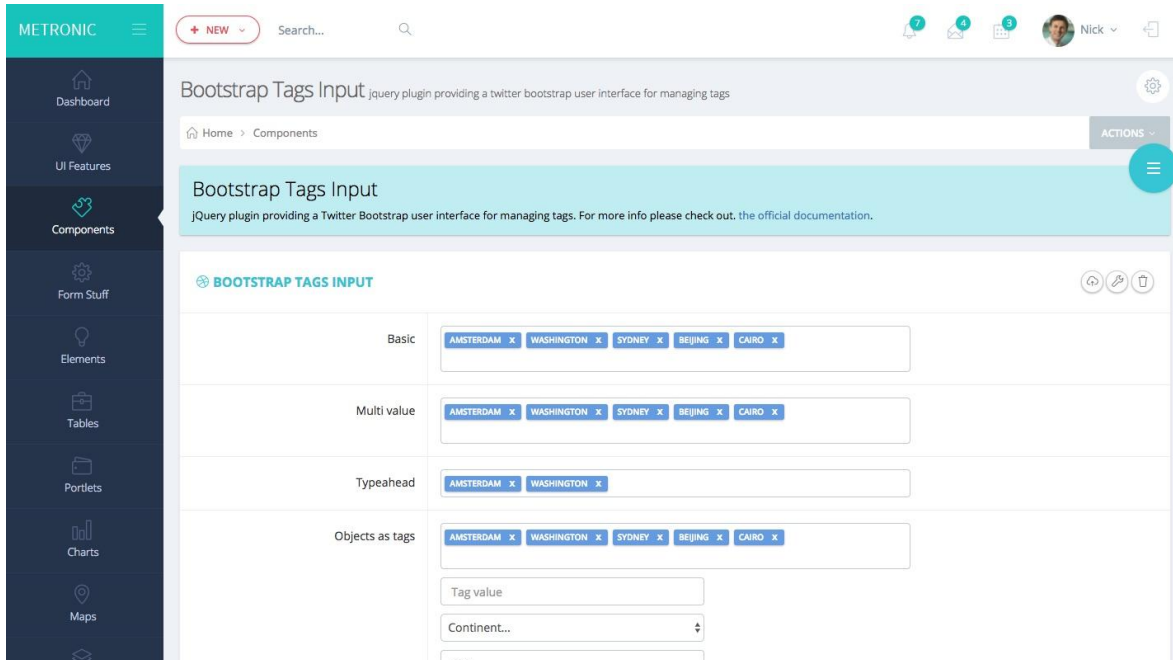 METRONIC
+ NEW
Search...
7
4
3
Nick
Dashboard
UI Features
Components
Form Stuff
Elements
Tables
Portlets
Charts
Maps
Bootstrap Tags Input jquery plugin providing a twitter bootstrap user interface for managing tags
Home > Components
ACTIONS
Bootstrap Tags Input
jQuery plugin providing a Twitter Bootstrap user interface for managing tags. For more info please check out. the official documentation.
BOOTSTRAP TAGS INPUT
Basic AMSTERDAM x WASHINGTON x SYDNEY x BEIJING x CAIRO x
Multi value AMSTERDAM x WASHINGTON x SYDNEY x BEIJING x CAIRO x
Typeahead AMSTERDAM x WASHINGTON x
Objects as tags AMSTERDAM x WASHINGTON x SYDNEY x BEIJING x CAIRO x
Tag value
Continent...